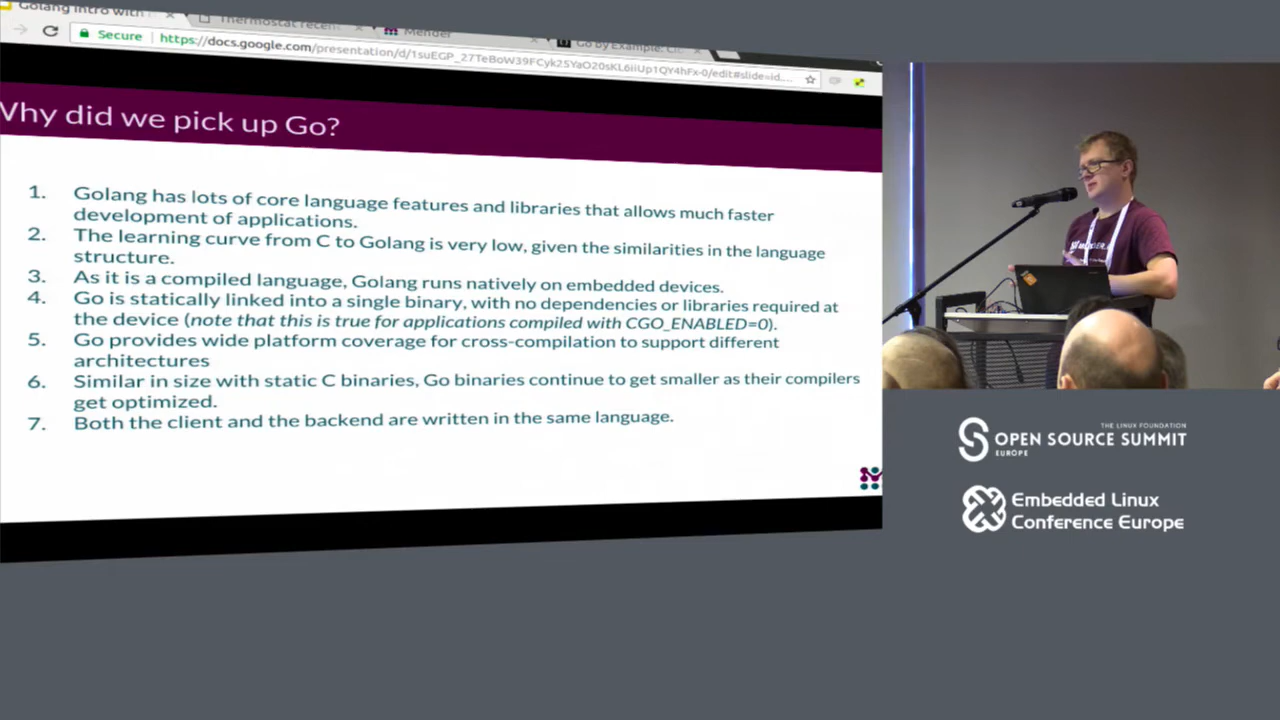 Golang intro with
Thermostat recen
Mender
Go by Example: C
Secure
https://docs.google.com/presentation/d/1suEGP_27TeBoW39FCyk2SYaO20sKL6iiUp1QY4hFx-0/edit#slide=id....
Why did we pick up Go?
1. Golang has lots of core language features and libraries that allows much faster
development of applications.
2. The learning curve from C to Golang is very low, given the similarities in the language
structure.
3. As it is a compiled language, Golang runs natively on embedded devices.
4. Go is statically linked into a single binary, with no dependencies or libraries required at
the device (note that this is true for applications compiled with CGO_ENABLED=0).
5. Go provides wide platform coverage for cross-compilation to support different
architectures
6. Similar in size with static C binaries, Go binaries continue to get smaller as their compilers
get optimized.
7. Both the client and the backend are written in the same language.
THE LINUX FOUNDATION
OPEN SOURCE SUMMIT
EUROPE
Embedded Linux
Conference Europe